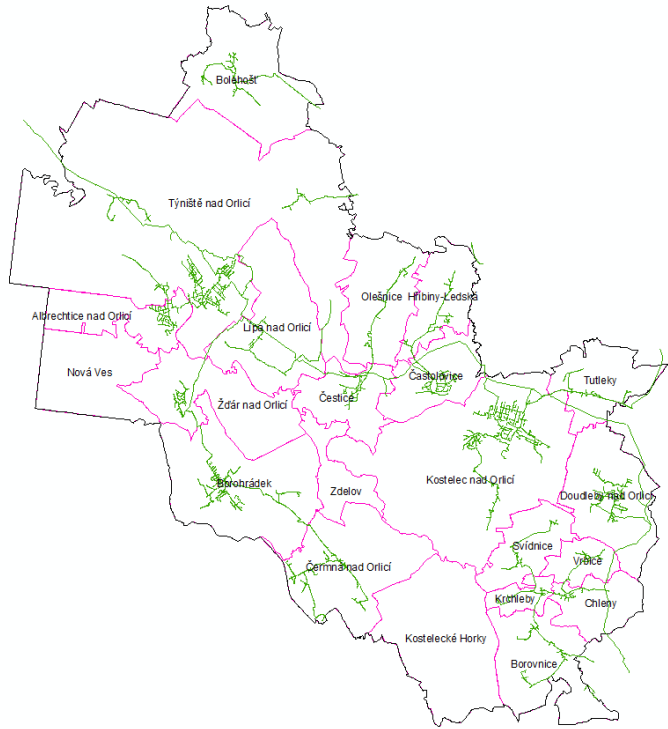 Bolehošť
Týniště nad Orlicí
Olešnice
Hřibiny-Ledská
Albrechtice nad Orlicí
Lípa nad Orlicí
Nová Ves
Častolovice
Tutleky
Žďár nad Orlicí
Čestice
Borohrádek
Zdelov
Kostelec nad Orlicí
Doudleby nad Orlicí
Svídnice
Vrbice
Čermná nad Orlicí
Krchleby
Chleny
Kostelecké Horky
Borovnice